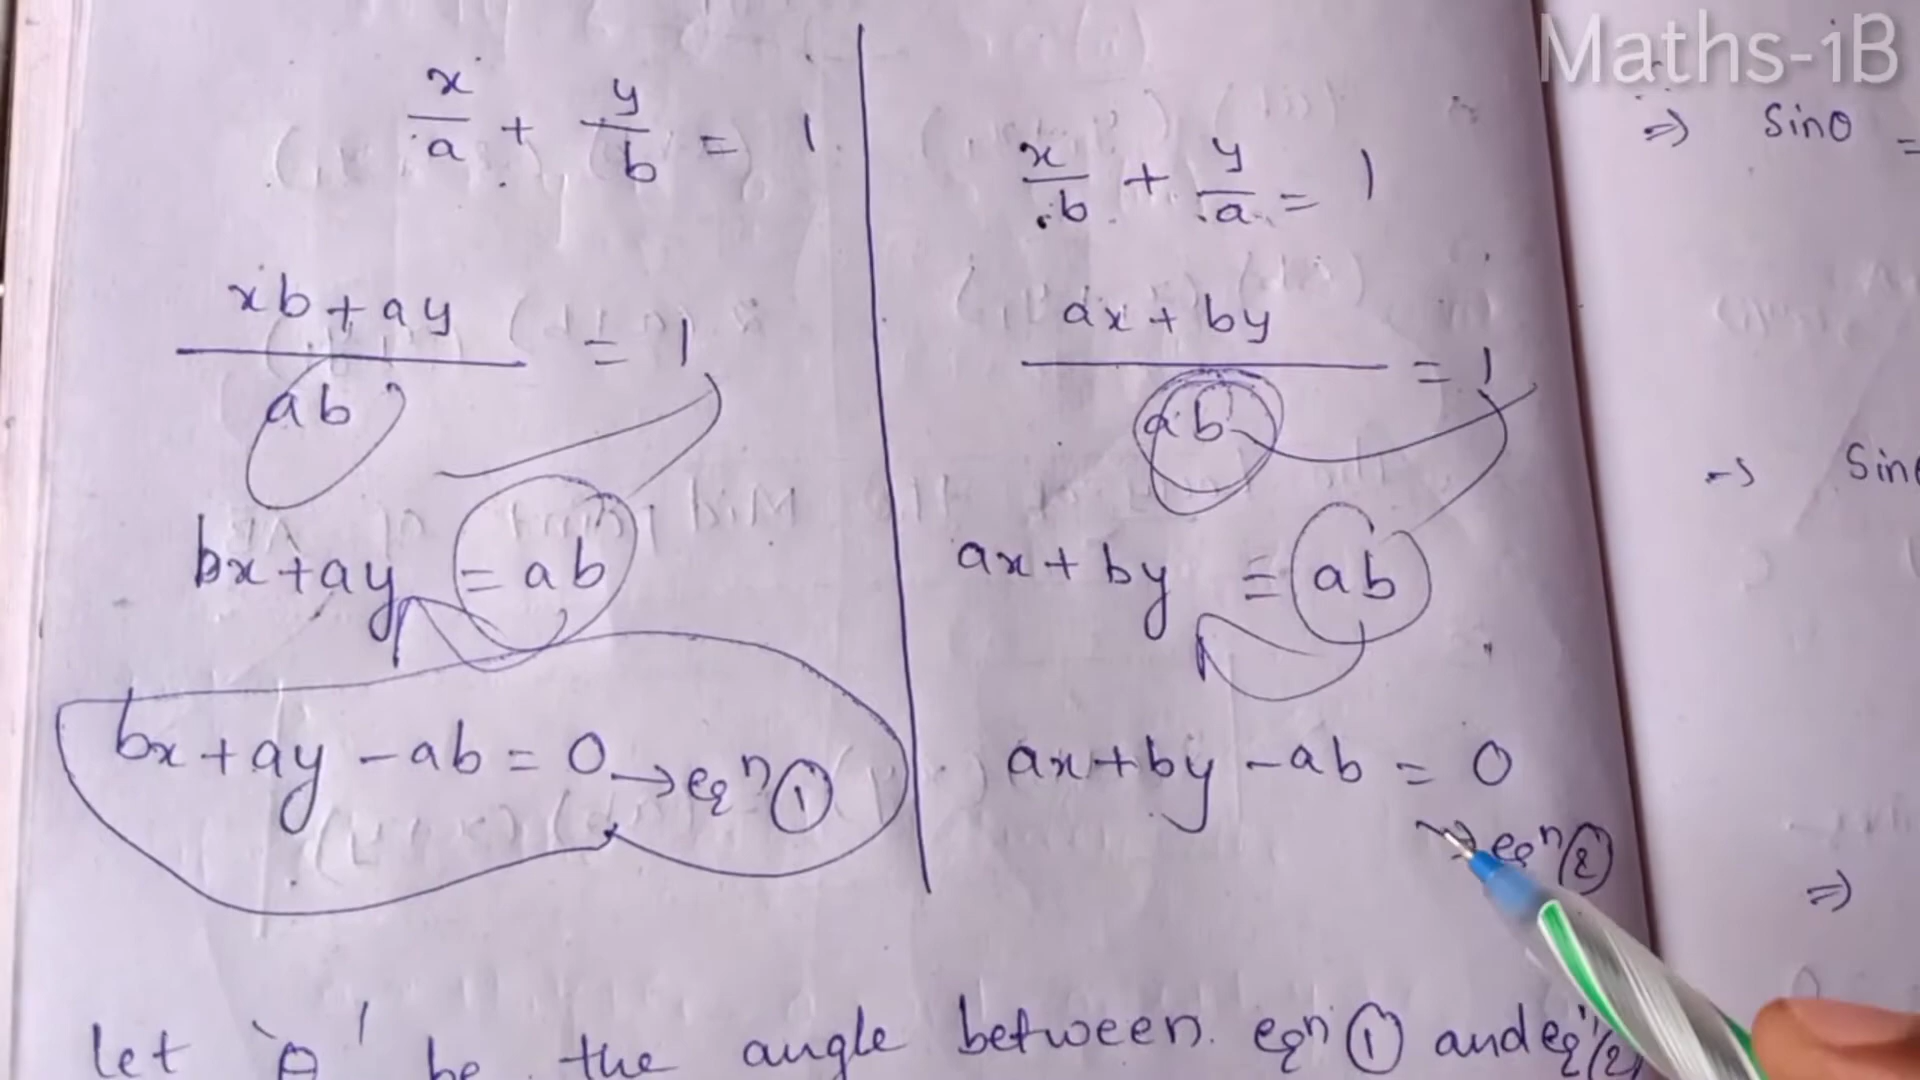 Maths-1B
x/a + y/b = 1
xb + ay / ab = 1
bx + ay = ab
bx + ay - ab = 0 → eqn ①
x/b + y/a = 1
ax + by / ab = 1
ax + by = ab
ax + by - ab = 0
→ eqn ②
let 'θ' be the angle between eqn ① and eqn ②
⇒ Sinθ =
⇒